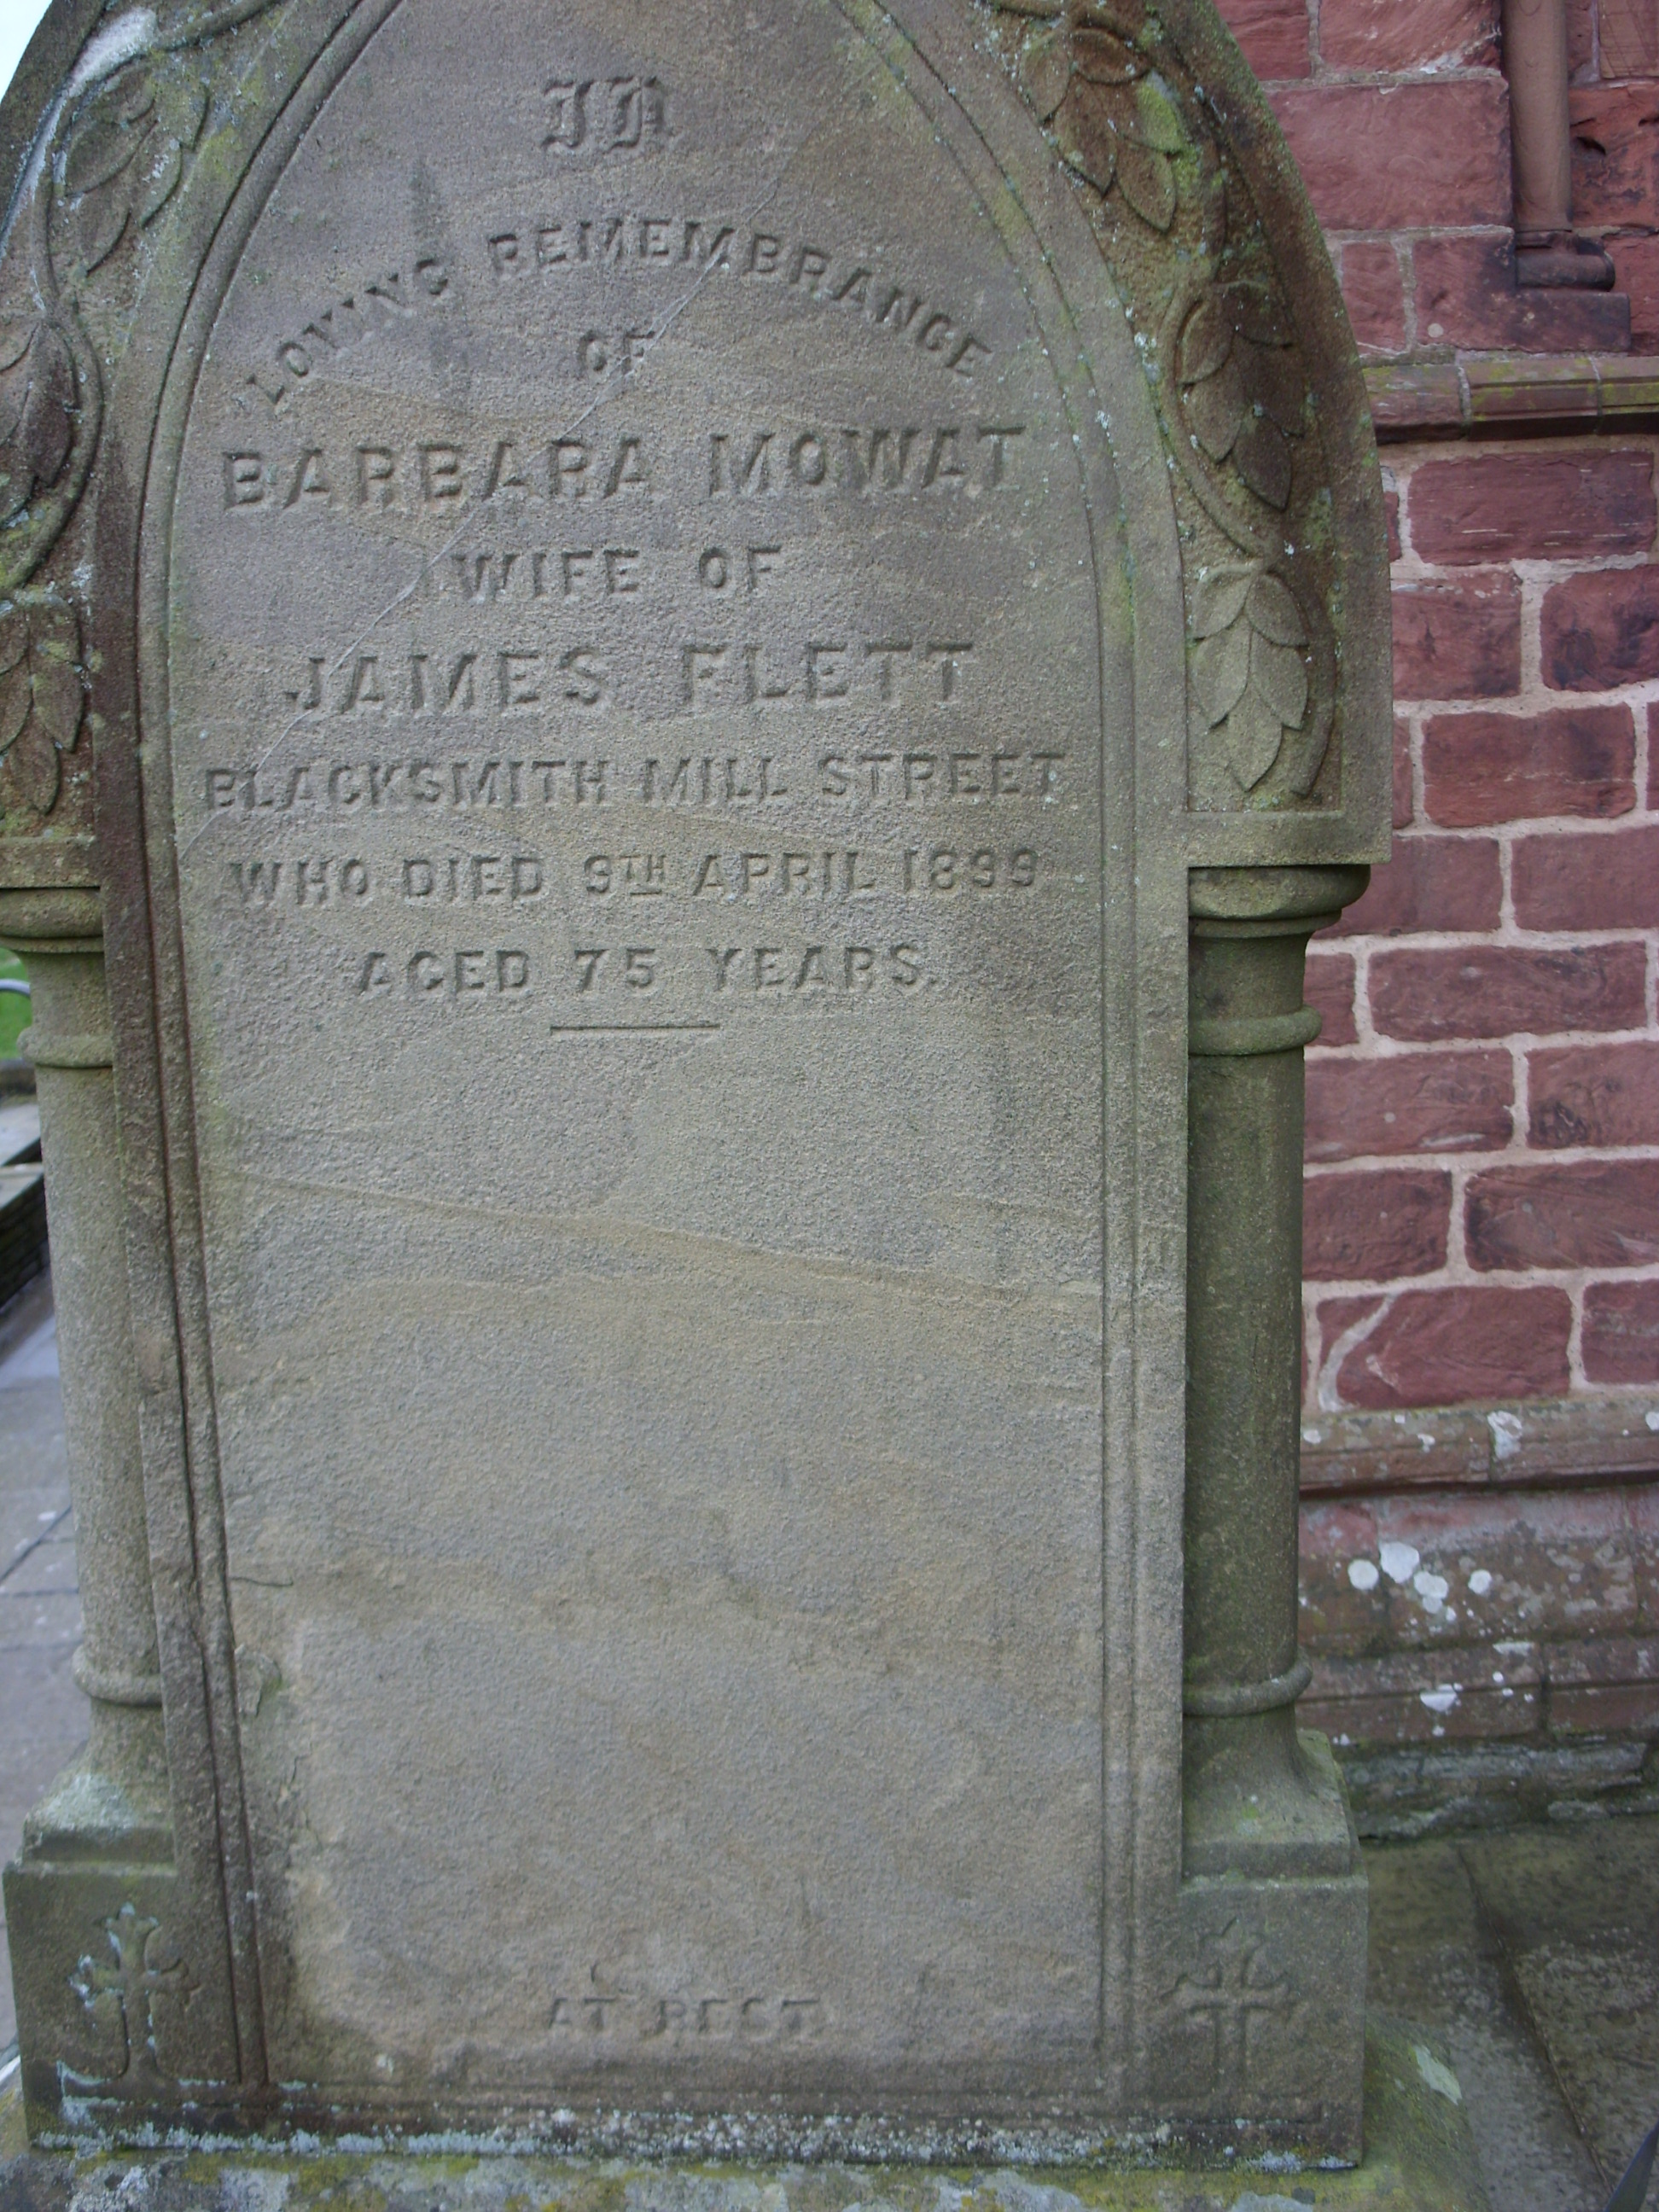 In
LOVING REMEMBRANCE
OF
BARBARA MOWAT
WIFE OF
JAMES FLETT
BLACKSMITH MILL STREET
WHO DIED 9TH APRIL 1899
AGED 75 YEARS.
AT REST